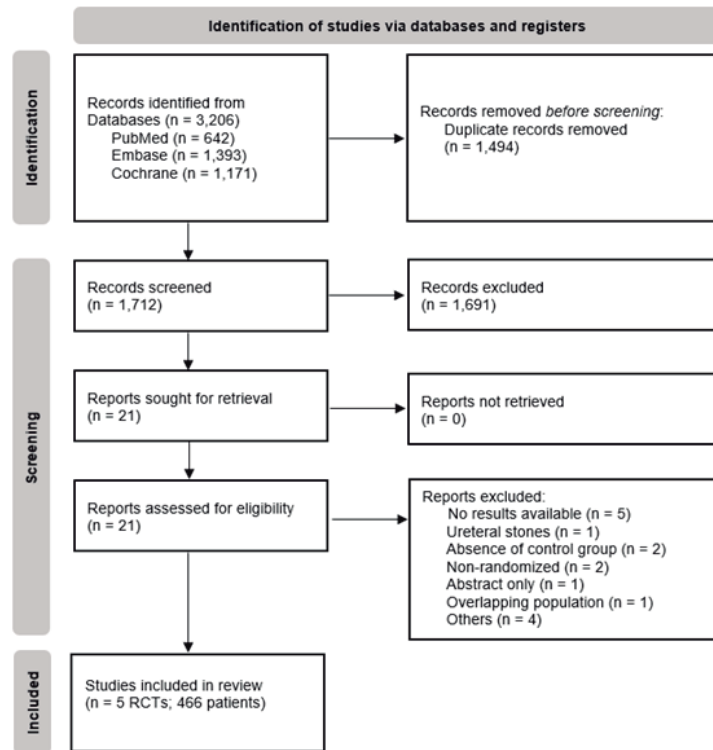 Identification of studies via databases and registers
Identification
Records identified from
Databases (n = 3,206)
PubMed (n = 642)
Embase (n = 1,393)
Cochrane (n = 1,171)
Records removed before screening:
Duplicate records removed
(n = 1,494)
Screening
Records screened
(n = 1,712)
Records excluded
(n = 1,691)
Reports sought for retrieval
(n = 21)
Reports not retrieved
(n = 0)
Reports assessed for eligibility
(n = 21)
Reports excluded:
No results available (n = 5)
Ureteral stones (n = 1)
Absence of control group (n = 2)
Non-randomized (n = 2)
Abstract only (n = 1)
Overlapping population (n = 1)
Others (n = 4)
Included
Studies included in review
(n = 5 RCTs; 466 patients)